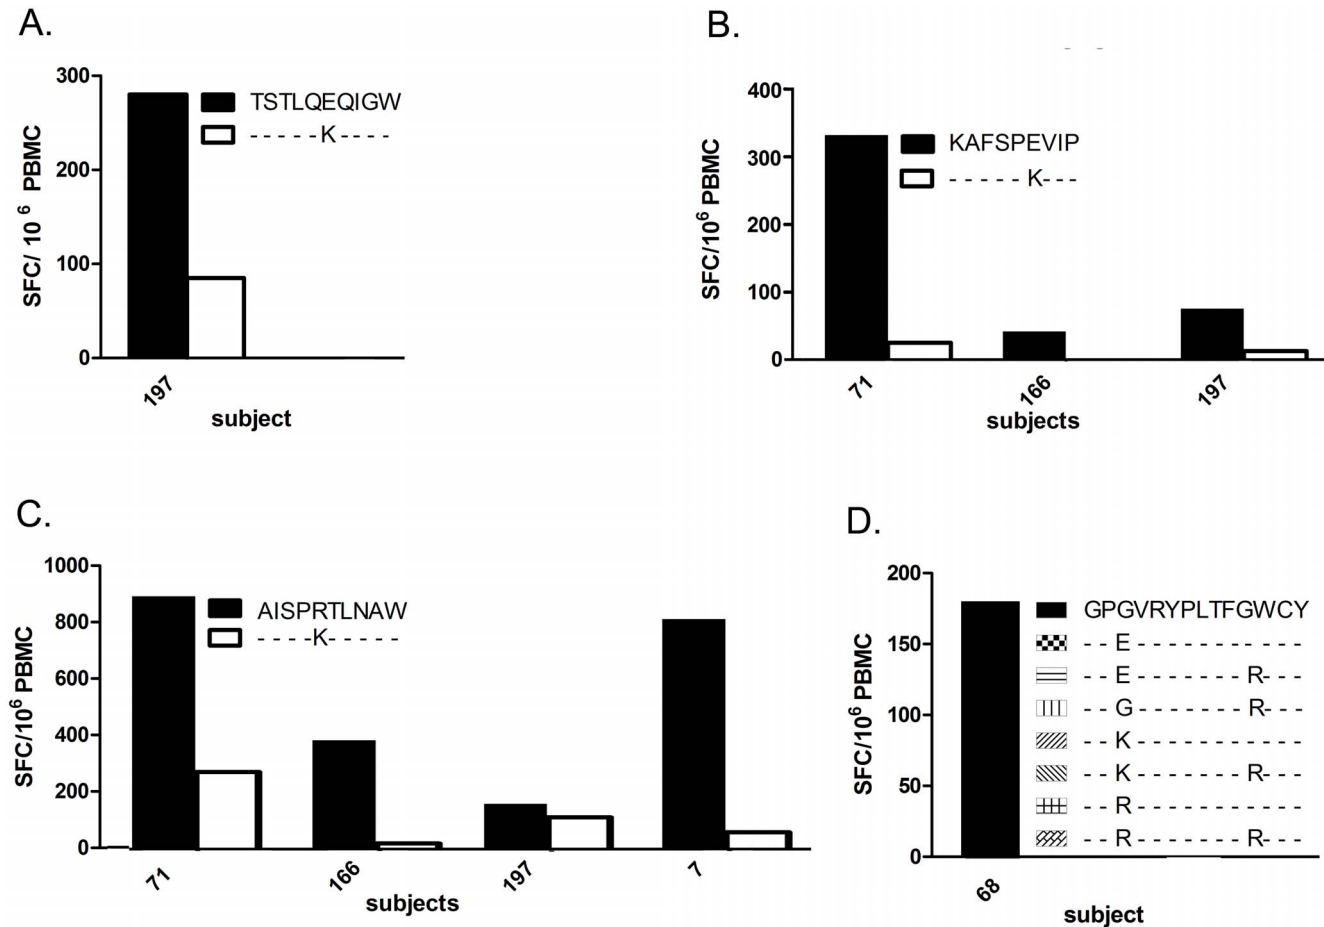 A.
300
200
100
0
SFC/ 10 6 PBMC
TSTLQEQIGW
- - - - - K - - - -
197
subject
B.
400
300
200
100
0
SFC/10 6 PBMC
KAFSPEVIP
- - - - - - K - - -
71 166 197
subjects
C.
1000
800
600
400
200
0
SFC/10 6 PBMC
AISPRTLNAW
- - - - K - - - - - -
71 166 197 7
subjects
D.
200
150
100
50
0
SFC/10 6 PBMC
GPGVRYPLTFGWCY
- - E - - - - - - - - - - -
- - E - - - - - - - - R - - -
- - G - - - - - - - - R - - -
- - K - - - - - - - - - - -
- - K - - - - - - - - R - - -
- - R - - - - - - - - - - -
- - R - - - - - - - - R - - -
68
subject